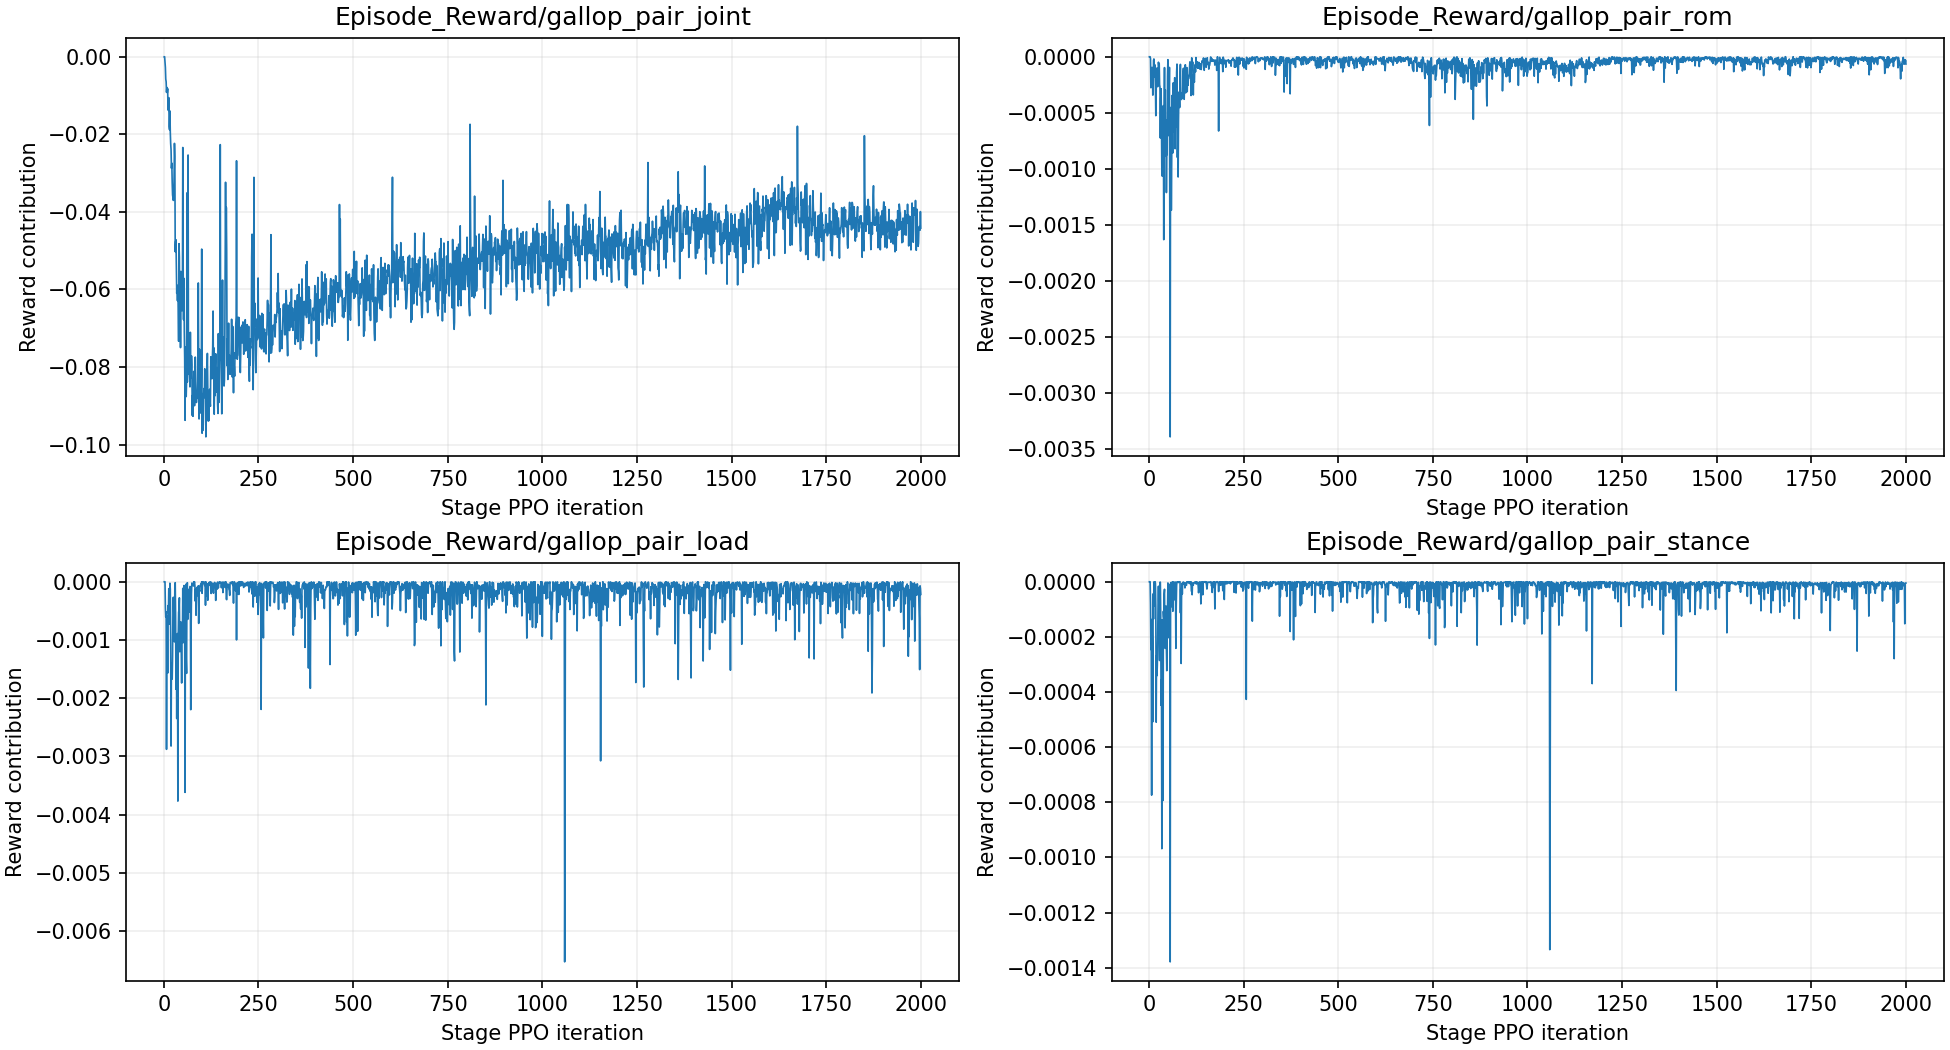 Episode_Reward/gallop_pair_joint
Reward contribution
0.00
−0.02
−0.04
−0.06
−0.08
−0.10
0 250 500 750 1000 1250 1500 1750 2000
Stage PPO iteration
Episode_Reward/gallop_pair_rom
Reward contribution
0.0000
−0.0005
−0.0010
−0.0015
−0.0020
−0.0025
−0.0030
−0.0035
0 250 500 750 1000 1250 1500 1750 2000
Stage PPO iteration
Episode_Reward/gallop_pair_load
Reward contribution
0.000
−0.001
−0.002
−0.003
−0.004
−0.005
−0.006
0 250 500 750 1000 1250 1500 1750 2000
Stage PPO iteration
Episode_Reward/gallop_pair_stance
Reward contribution
0.0000
−0.0002
−0.0004
−0.0006
−0.0008
−0.0010
−0.0012
−0.0014
0 250 500 750 1000 1250 1500 1750 2000
Stage PPO iteration